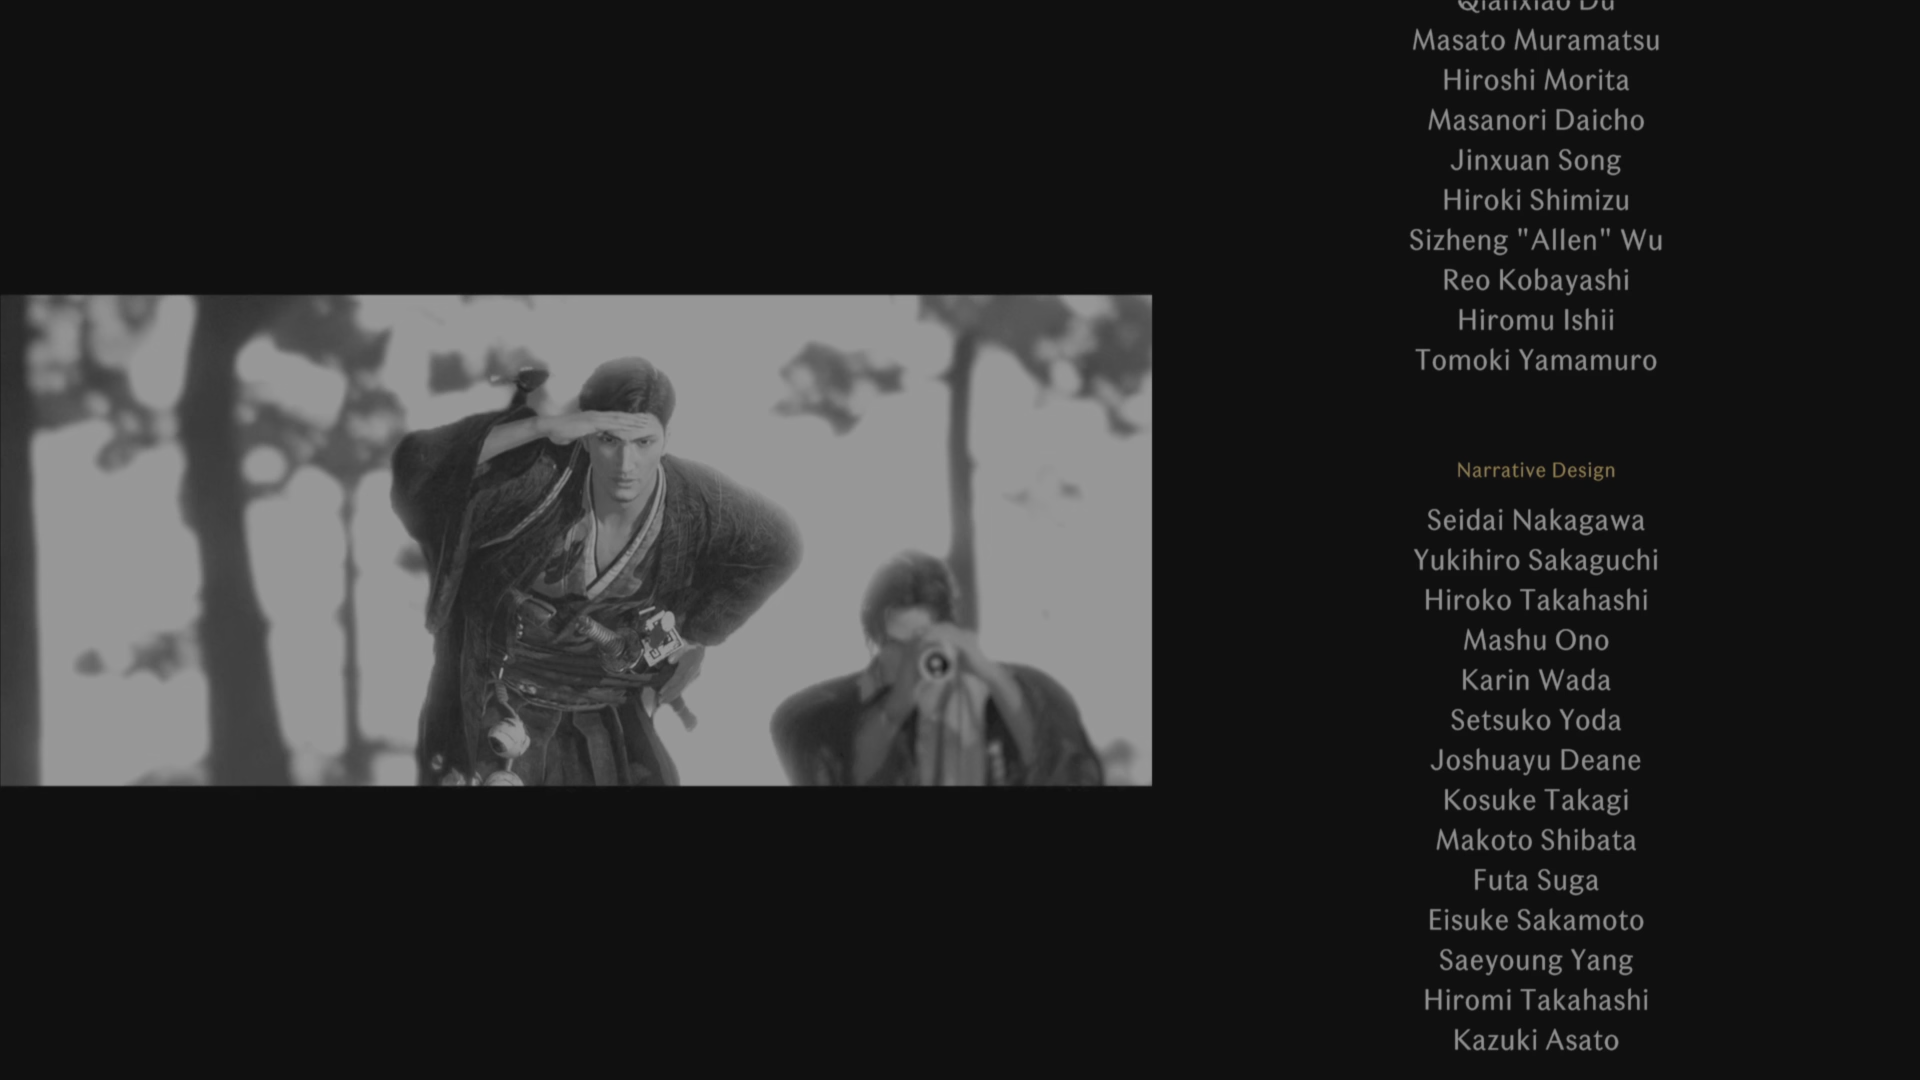 Qianxiao Du
Masato Muramatsu
Hiroshi Morita
Masanori Daicho
Jinxuan Song
Hiroki Shimizu
Sizheng "Allen" Wu
Reo Kobayashi
Hiromu Ishii
Tomoki Yamamuro
Narrative Design
Seidai Nakagawa
Yukihiro Sakaguchi
Hiroko Takahashi
Mashu Ono
Karin Wada
Setsuko Yoda
Joshuayu Deane
Kosuke Takagi
Makoto Shibata
Futa Suga
Eisuke Sakamoto
Saeyoung Yang
Hiromi Takahashi
Kazuki Asato